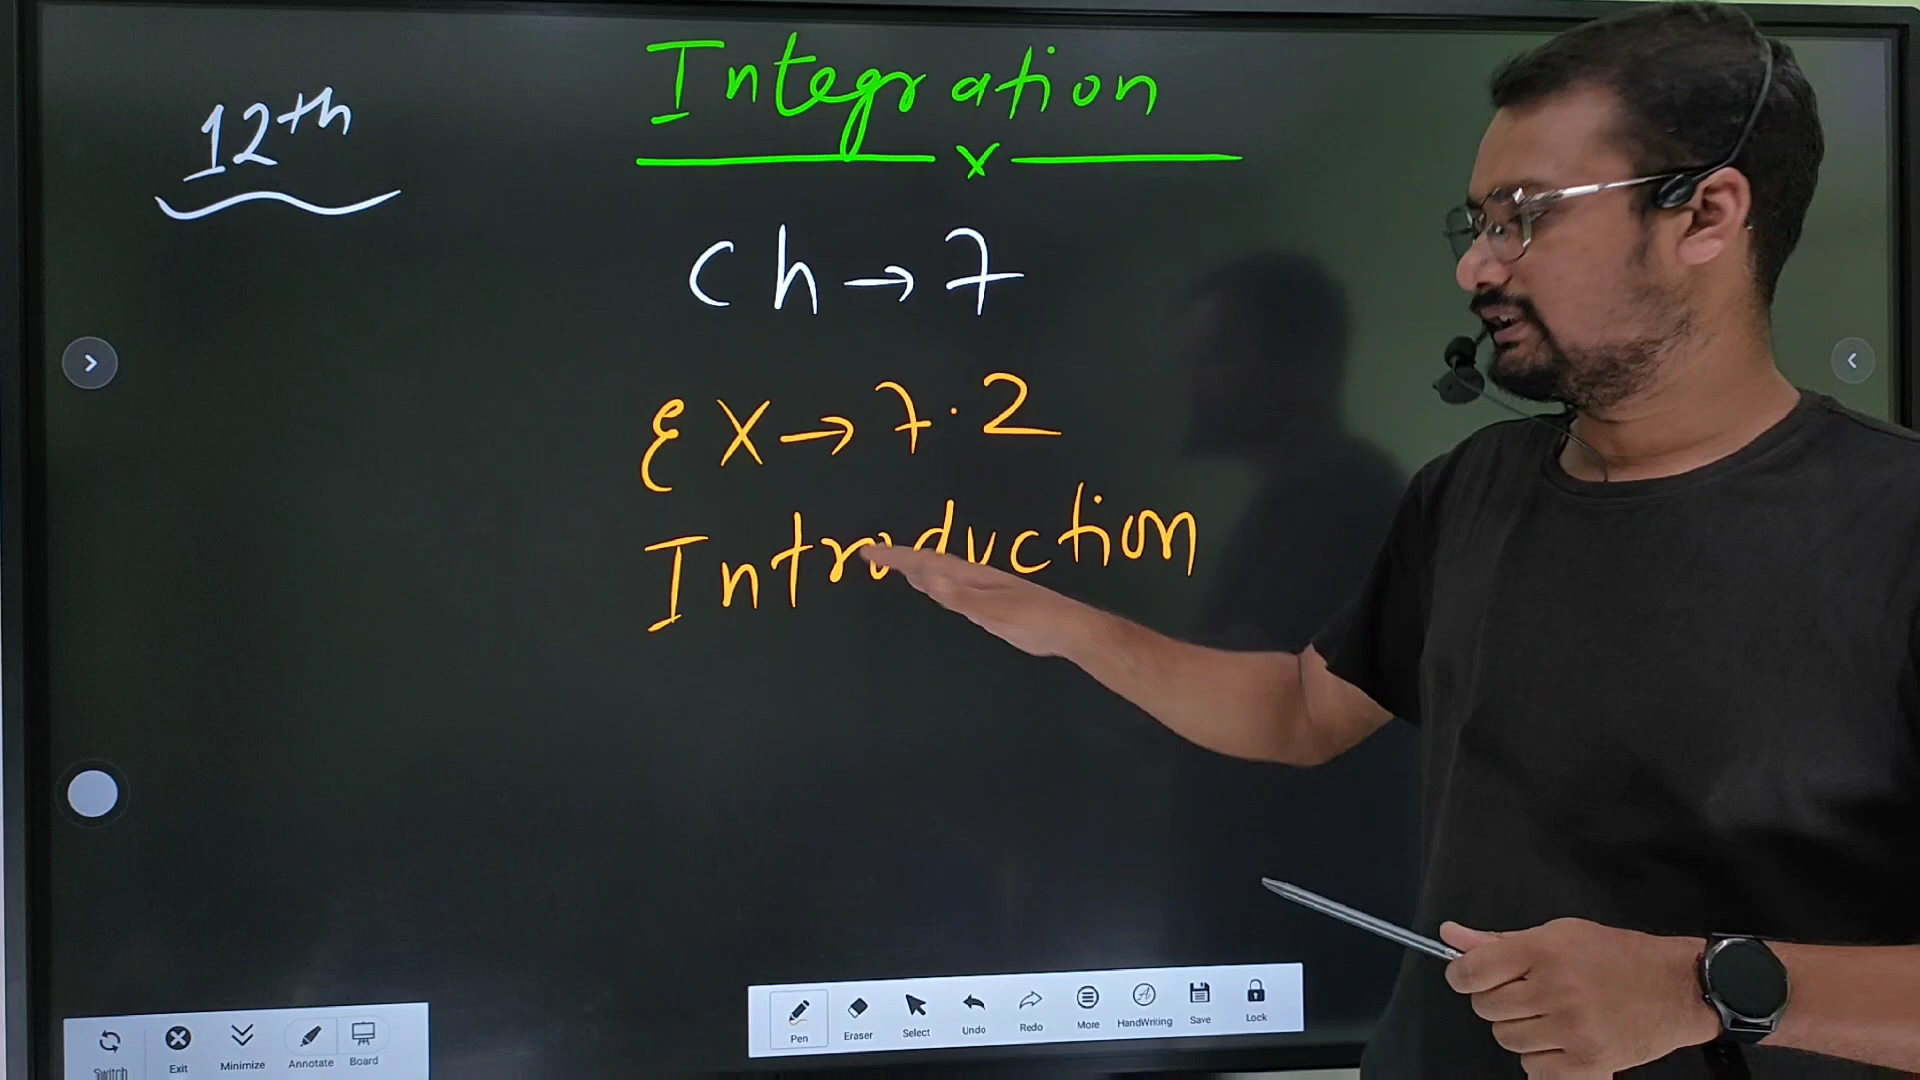 12th
Integration
x
Ch → 7
Ex → 7.2
Introduction
Switch
Exit
Minimize
Annotate
Board
Pen
Eraser
Select
Undo
Redo
More
HandWriting
Save
Lock